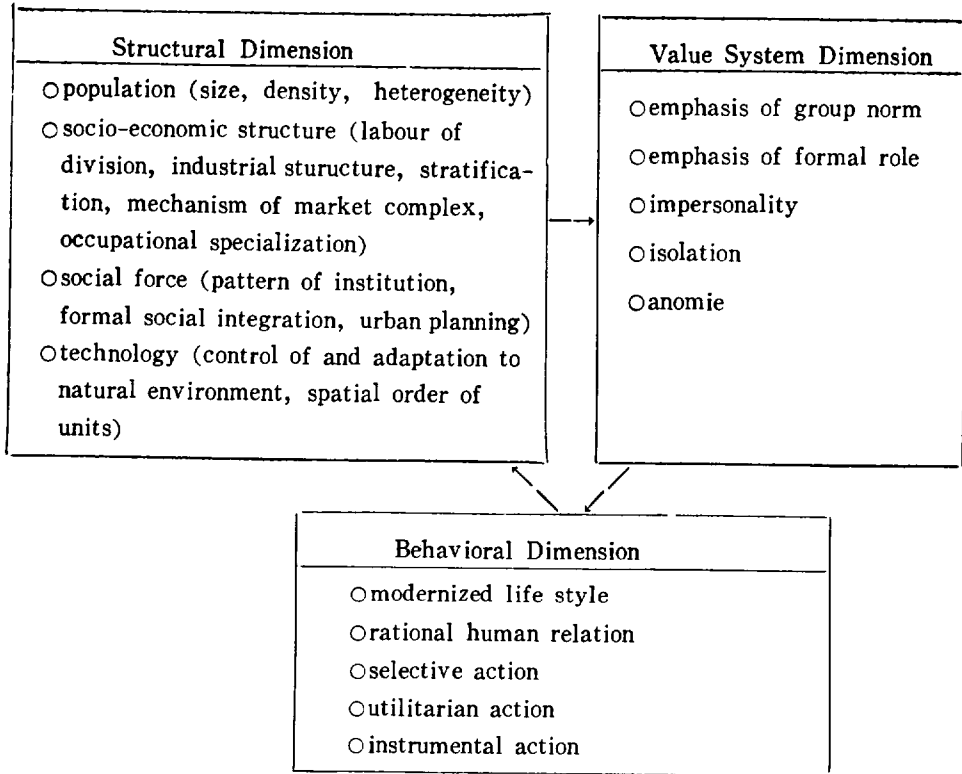 Structural Dimension
○population (size, density, heterogeneity)
○socio-economic structure (labour of
division, industrial sturucture, stratifica-
tion, mechanism of market complex,
occupational specialization)
○social force (pattern of institution,
formal social integration, urban planning)
○technology (control of and adaptation to
natural environment, spatial order of
units)
Value System Dimension
○emphasis of group norm
○emphasis of formal role
○impersonality
○isolation
○anomie
Behavioral Dimension
○modernized life style
○rational human relation
○selective action
○utilitarian action
○instrumental action